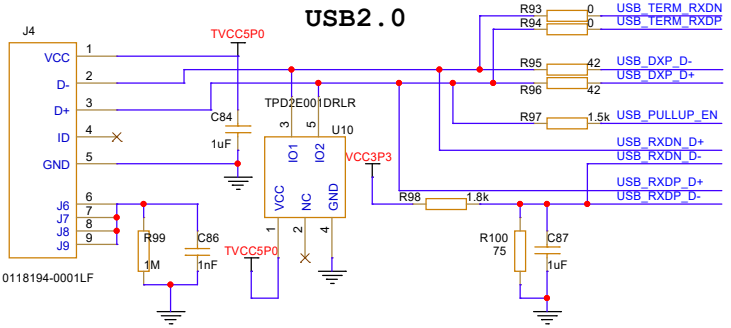 USB2.0
R93
0
USB_TERM_RXDN
R94
0
USB_TERM_RXDP
J4
TVCC5P0
VCC
1
D-
2
R95
42
USB_DXP_D-
USB_DXP_D+
R96
42
D+
3
TPD2E001DRLR
C84
1uF
R97
1.5k
USB_PULLUP_EN
ID
4
3
5
U10
IO1
IO2
VCC
NC
GND
1
2
4
GND
5
VCC3P3
USB_RXDN_D+
USB_RXDN_D-
USB_RXDP_D+
USB_RXDP_D-
R98
1.8k
J6
6
J7
7
J8
8
J9
9
R99
1M
C86
1nF
TVCC5P0
R100
75
C87
1uF
0118194-0001LF